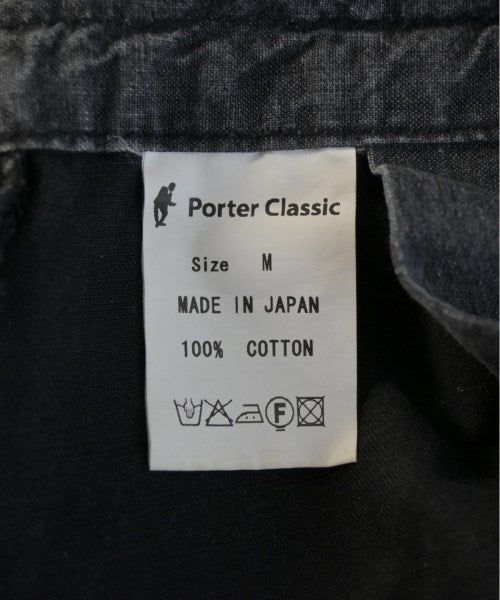 Porter Classic
Size M
MADE IN JAPAN
100% COTTON
F